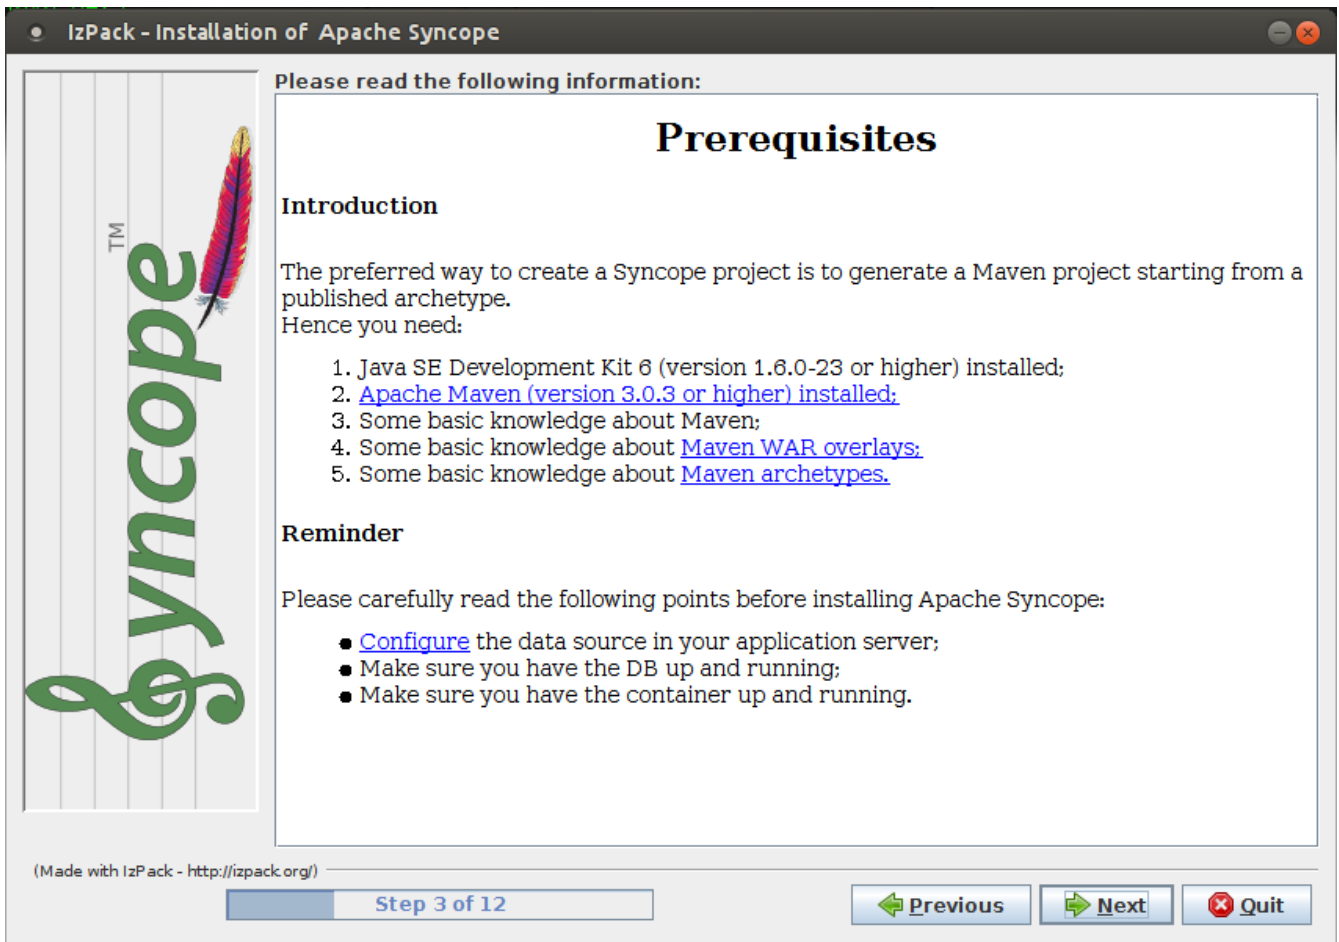 IzPack - Installation of  Apache Syncope
Please read the following information:
Prerequisites
Introduction
The preferred way to create a Syncope project is to generate a Maven project starting from a
published archetype.
Hence you need:
1. Java SE Development Kit 6 (version 1.6.0-23 or higher) installed;
2. Apache Maven (version 3.0.3 or higher) installed;
3. Some basic knowledge about Maven;
4. Some basic knowledge about Maven WAR overlays;
5. Some basic knowledge about Maven archetypes.
Reminder
Please carefully read the following points before installing Apache Syncope:
● Configure the data source in your application server;
● Make sure you have the DB up and running;
● Make sure you have the container up and running.
Syncope TM
(Made with IzPack - http://izpack.org/)
Step 3 of 12
Previous
Next
Quit